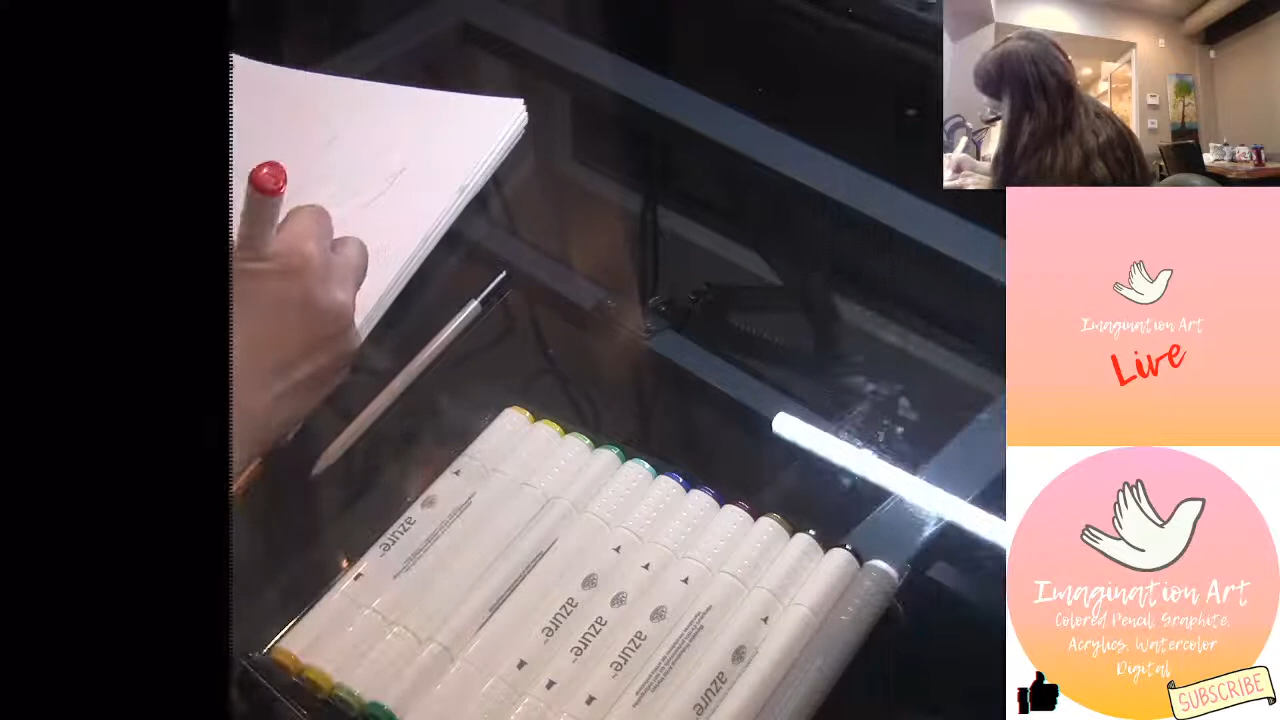 Imagination Art
Live
Imagination Art
Colored Pencil, Graphite,
Acrylics, Watercolor
Digital
SUBSCRIBE
azure
azure
azure
azure
azure